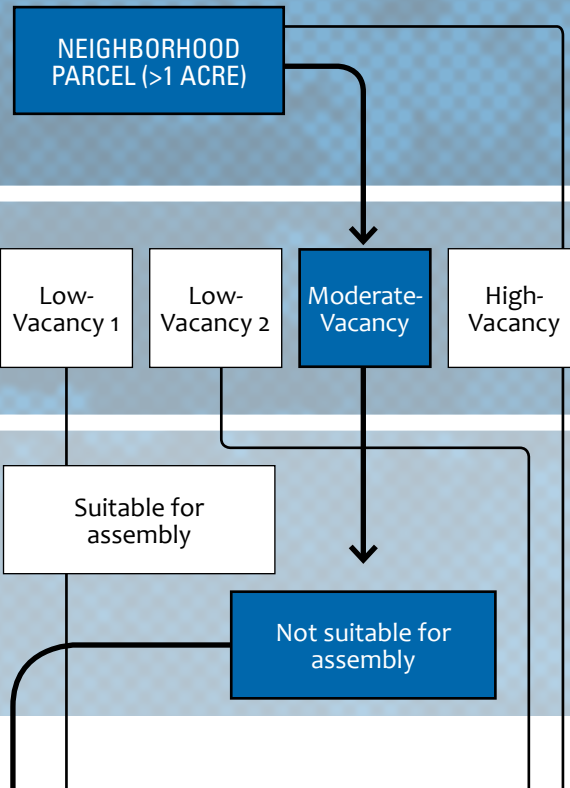 NEIGHBORHOOD
PARCEL (>1 ACRE)
Low-
Vacancy 1
Low-
Vacancy 2
Moderate-
Vacancy
High-
Vacancy
Suitable for
assembly
Not suitable for
assembly